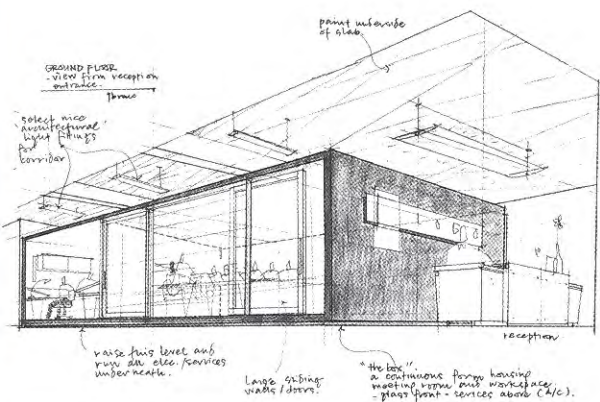 paint underside
of slab.
GROUND FLOOR
- view from reception
entrance.
"select nice
architectural"
light fittings
for
corridor
reception
raise this level and
run all elec./services
underneath.
large sliding
walls/doors.
"the box"
a continuous form housing
meeting room and workspace
- glass front - services above (a/c).